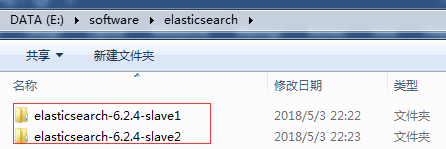 DATA (E:) ▸ software ▸ elasticsearch ▸
共享 新建文件夹
名称 修改日期 类型
elasticsearch-6.2.4-slave1 2018/5/3 22:22 文件夹
elasticsearch-6.2.4-slave2 2018/5/3 22:23 文件夹